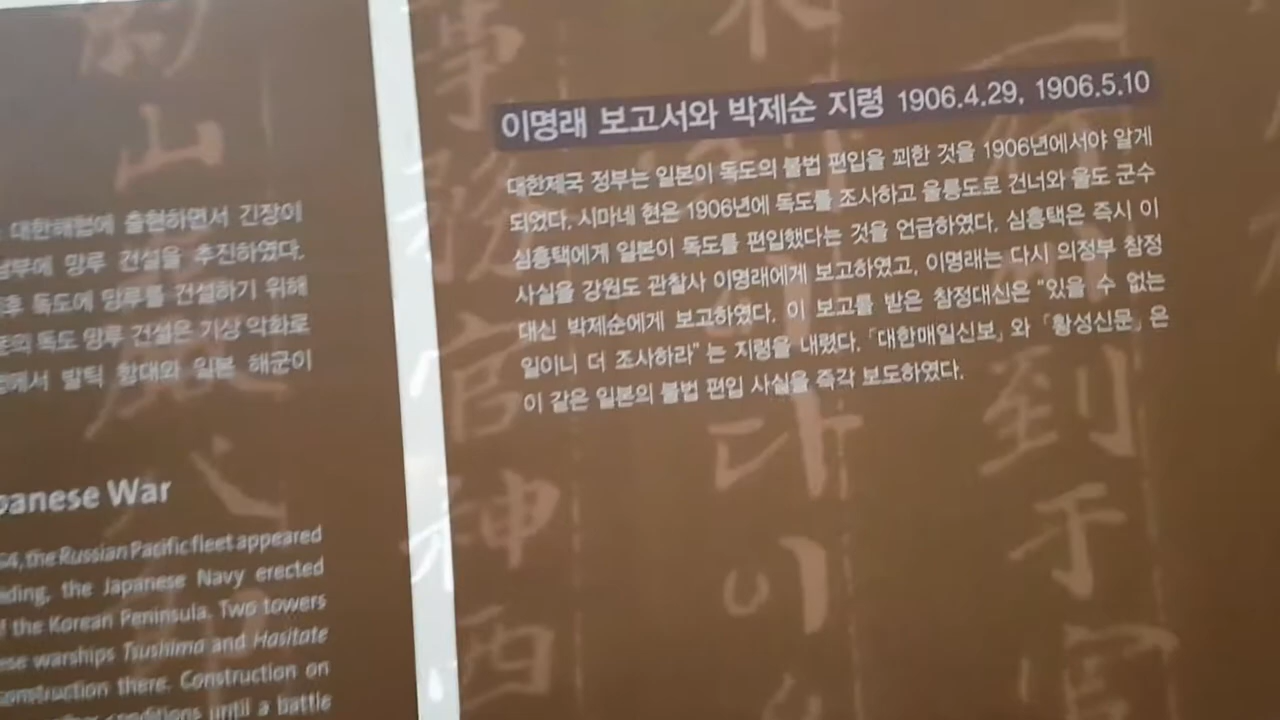 대한해협에 출현하면서 긴장이
망루 건설을 추진하였다.
독도에 망루를 건설하기 위해
독도 망루 건설은 기상 악화로
발틱 함대와 일본 해군이
panese War
the Russian Pacific fleet appeared
ding, the Japanese Navy erected
the Korean Peninsula. Two towers
ese warships Tsushima and Hasitate
construction there. Construction on
conditions until a battle
이명래 보고서와 박제순 지령 1906.4.29, 1906.5.10
대한제국 정부는 일본이 독도의 불법 편입을 꾀한 것을 1906년에서야 알게
되었다. 시마네 현은 1906년에 독도를 조사하고 울릉도로 건너와 울도 군수
심흥택에게 일본이 독도를 편입했다는 것을 언급하였다. 심흥택은 즉시 이
사실을 강원도 관찰사 이명래에게 보고하였고, 이명래는 다시 의정부 참정
대신 박제순에게 보고하였다. 이 보고를 받은 참정대신은 "있을 수 없는
일이니 더 조사하라" 는 지령을 내렸다. 「대한매일신보」와 「황성신문」은
이 같은 일본의 불법 편입 사실을 즉각 보도하였다.